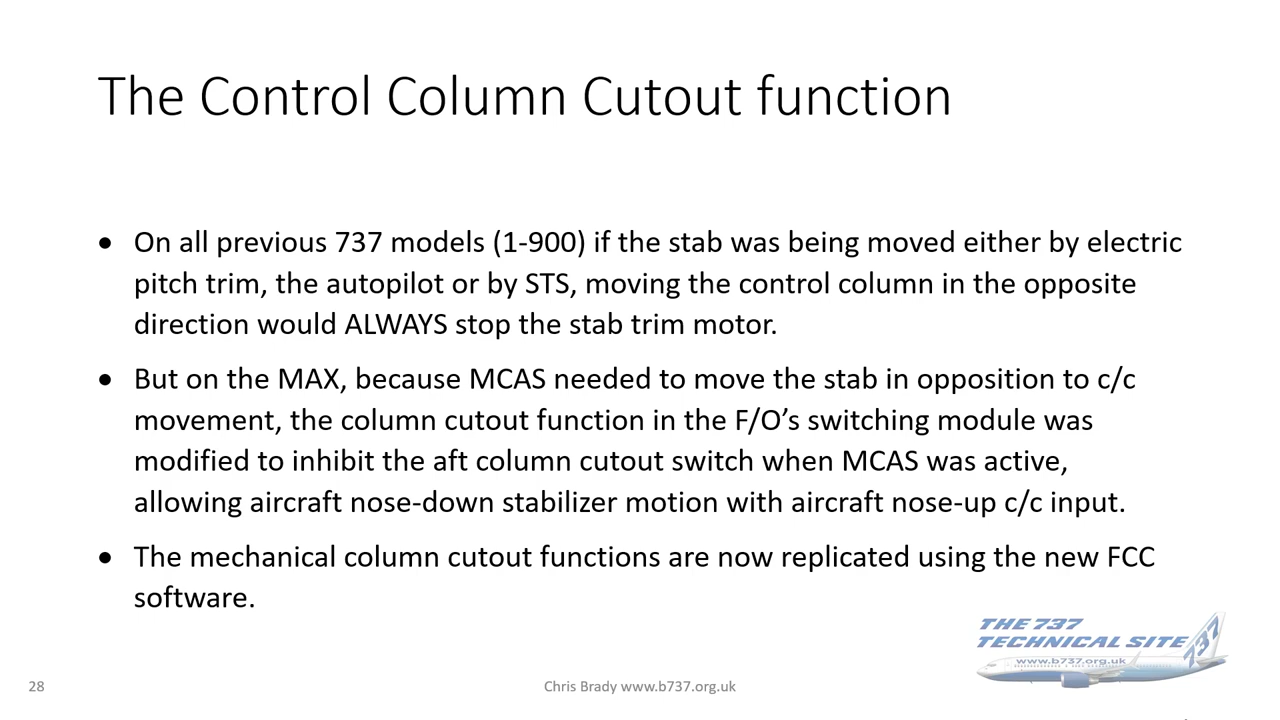 The Control Column Cutout function
• On all previous 737 models (1-900) if the stab was being moved either by electric
pitch trim, the autopilot or by STS, moving the control column in the opposite
direction would ALWAYS stop the stab trim motor.
• But on the MAX, because MCAS needed to move the stab in opposition to c/c
movement, the column cutout function in the F/O’s switching module was
modified to inhibit the aft column cutout switch when MCAS was active,
allowing aircraft nose-down stabilizer motion with aircraft nose-up c/c input.
• The mechanical column cutout functions are now replicated using the new FCC
software.
THE 737
TECHNICAL SITE
737
www.b737.org.uk
28
Chris Brady www.b737.org.uk